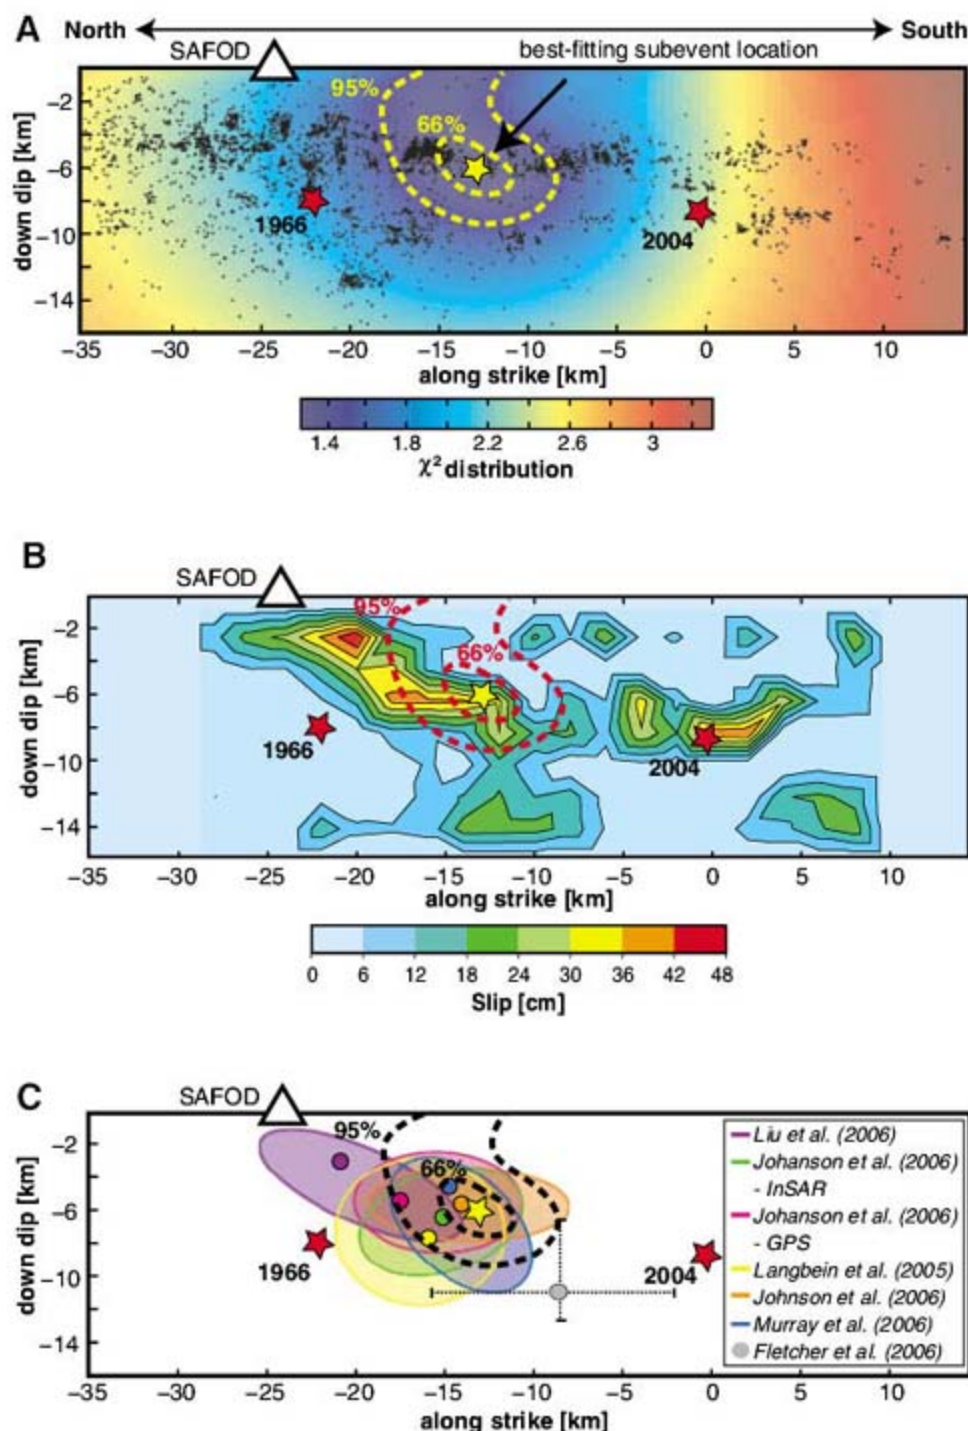 A North South
SAFOD best-fitting subevent location
95%
−2
66%
−6
1966
2004
−10
−14
down dip [km]
−35 −30 −25 −20 −15 −10 −5 0 5 10
along strike [km]
1.4 1.8 2.2 2.6 3
χ² distribution
B
SAFOD
95%
−2
66%
−6
1966
2004
−10
−14
down dip [km]
−35 −30 −25 −20 −15 −10 −5 0 5 10
along strike [km]
0 6 12 18 24 30 36 42 48
Slip [cm]
C
SAFOD
95%
−2
66%
−6
1966
2004
−10
−14
down dip [km]
Liu et al. (2006)
Johanson et al. (2006)
- InSAR
Johanson et al. (2006)
- GPS
Langbein et al. (2005)
Johnson et al. (2006)
Murray et al. (2006)
Fletcher et al. (2006)
−35 −30 −25 −20 −15 −10 −5 0 5 10
along strike [km]